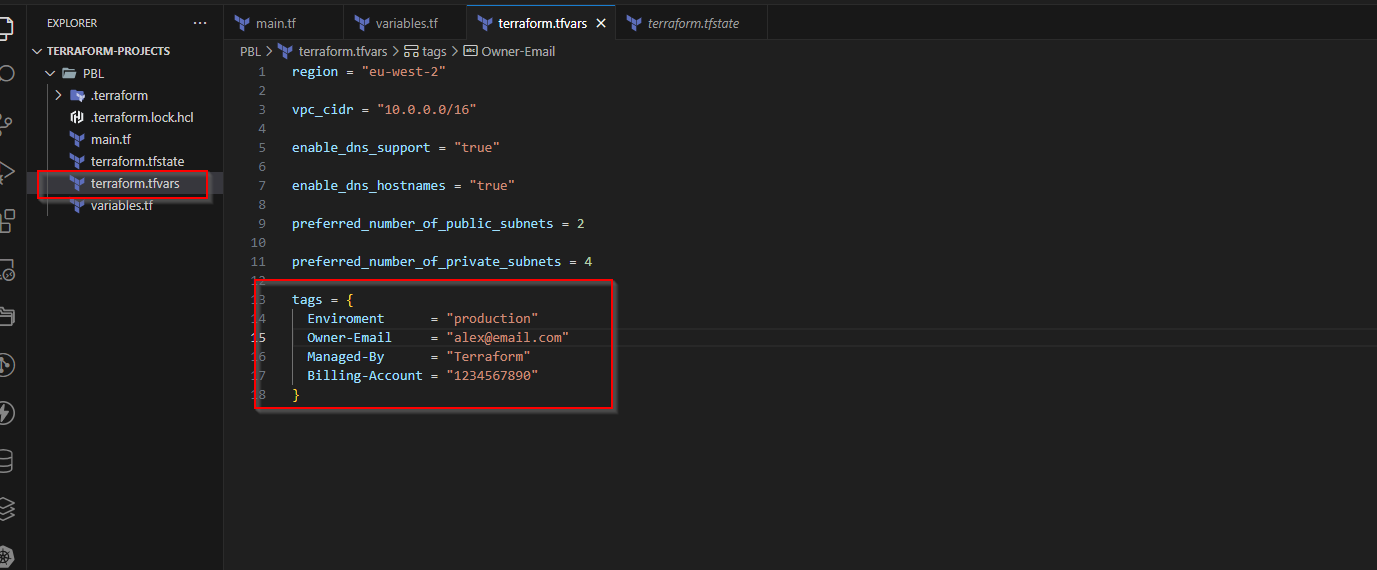 EXPLORER ···
TERRAFORM-PROJECTS
PBL
.terraform
.terraform.lock.hcl
main.tf
terraform.tfstate
terraform.tfvars
variables.tf
main.tf variables.tf terraform.tfvars terraform.tfstate
PBL > terraform.tfvars > tags > abc Owner-Email
1 region = "eu-west-2"
2
3 vpc_cidr = "10.0.0.0/16"
4
5 enable_dns_support = "true"
6
7 enable_dns_hostnames = "true"
8
9 preferred_number_of_public_subnets = 2
10
11 preferred_number_of_private_subnets = 4
12
13 tags = {
14 Enviroment = "production"
15 Owner-Email = "alex@email.com"
16 Managed-By = "Terraform"
17 Billing-Account = "1234567890"
18 }